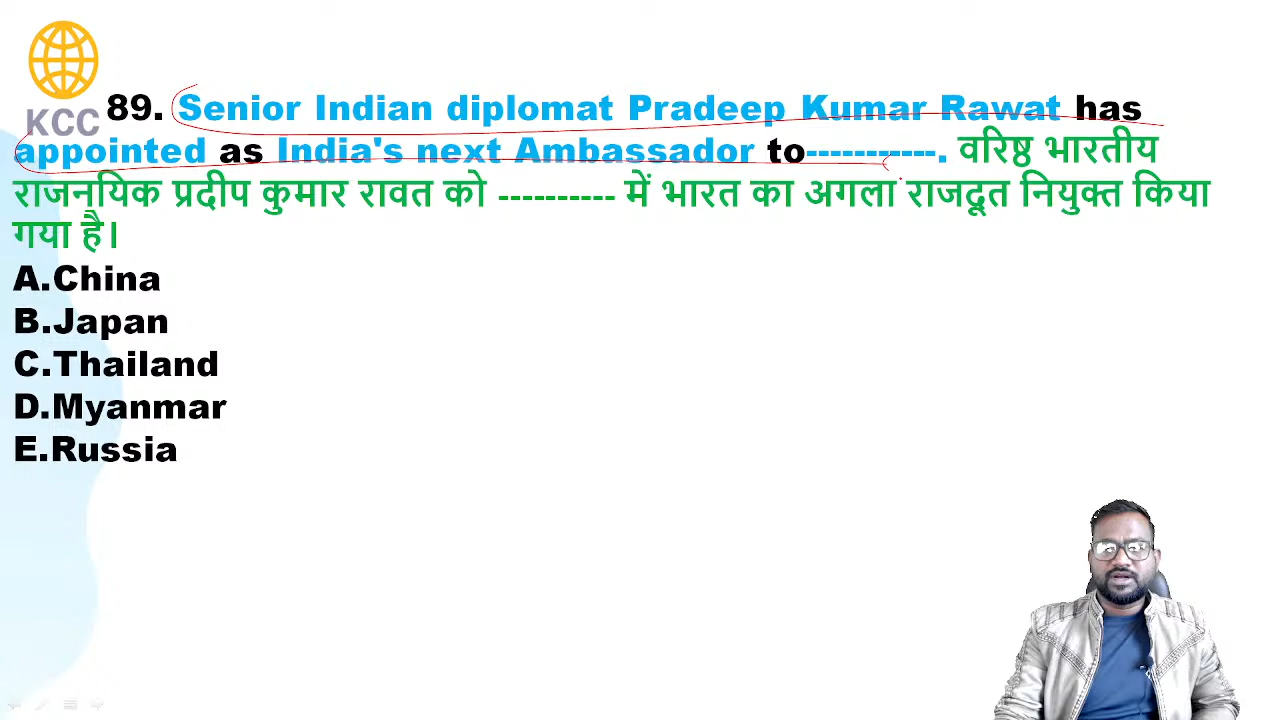 KCC
89. Senior Indian diplomat Pradeep Kumar Rawat has
appointed as India's next Ambassador to-----------. वरिष्ठ भारतीय
राजनयिक प्रदीप कुमार रावत को ---------- में भारत का अगला राजदूत नियुक्त किया
गया है।
A.China
B.Japan
C.Thailand
D.Myanmar
E.Russia